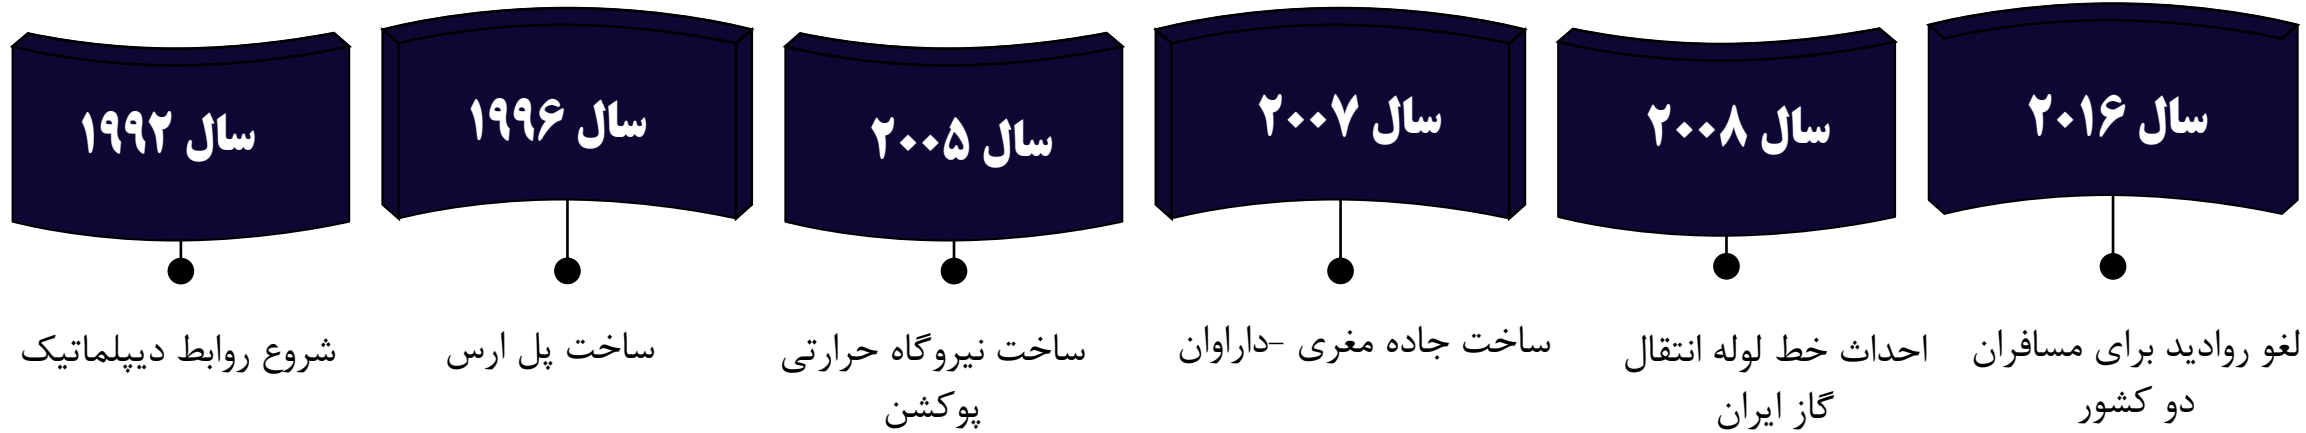 سال ۱۹۹۲
شروع روابط دیپلماتیک
سال ۱۹۹۶
ساخت پل ارس
سال ۲۰۰۵
ساخت نیروگاه حرارتی
پوکشن
سال ۲۰۰۷
ساخت جاده مغری -داراوان
سال ۲۰۰۸
احداث خط لوله انتقال
گاز ایران
سال ۲۰۱۶
لغو روادید برای مسافران
دو کشور